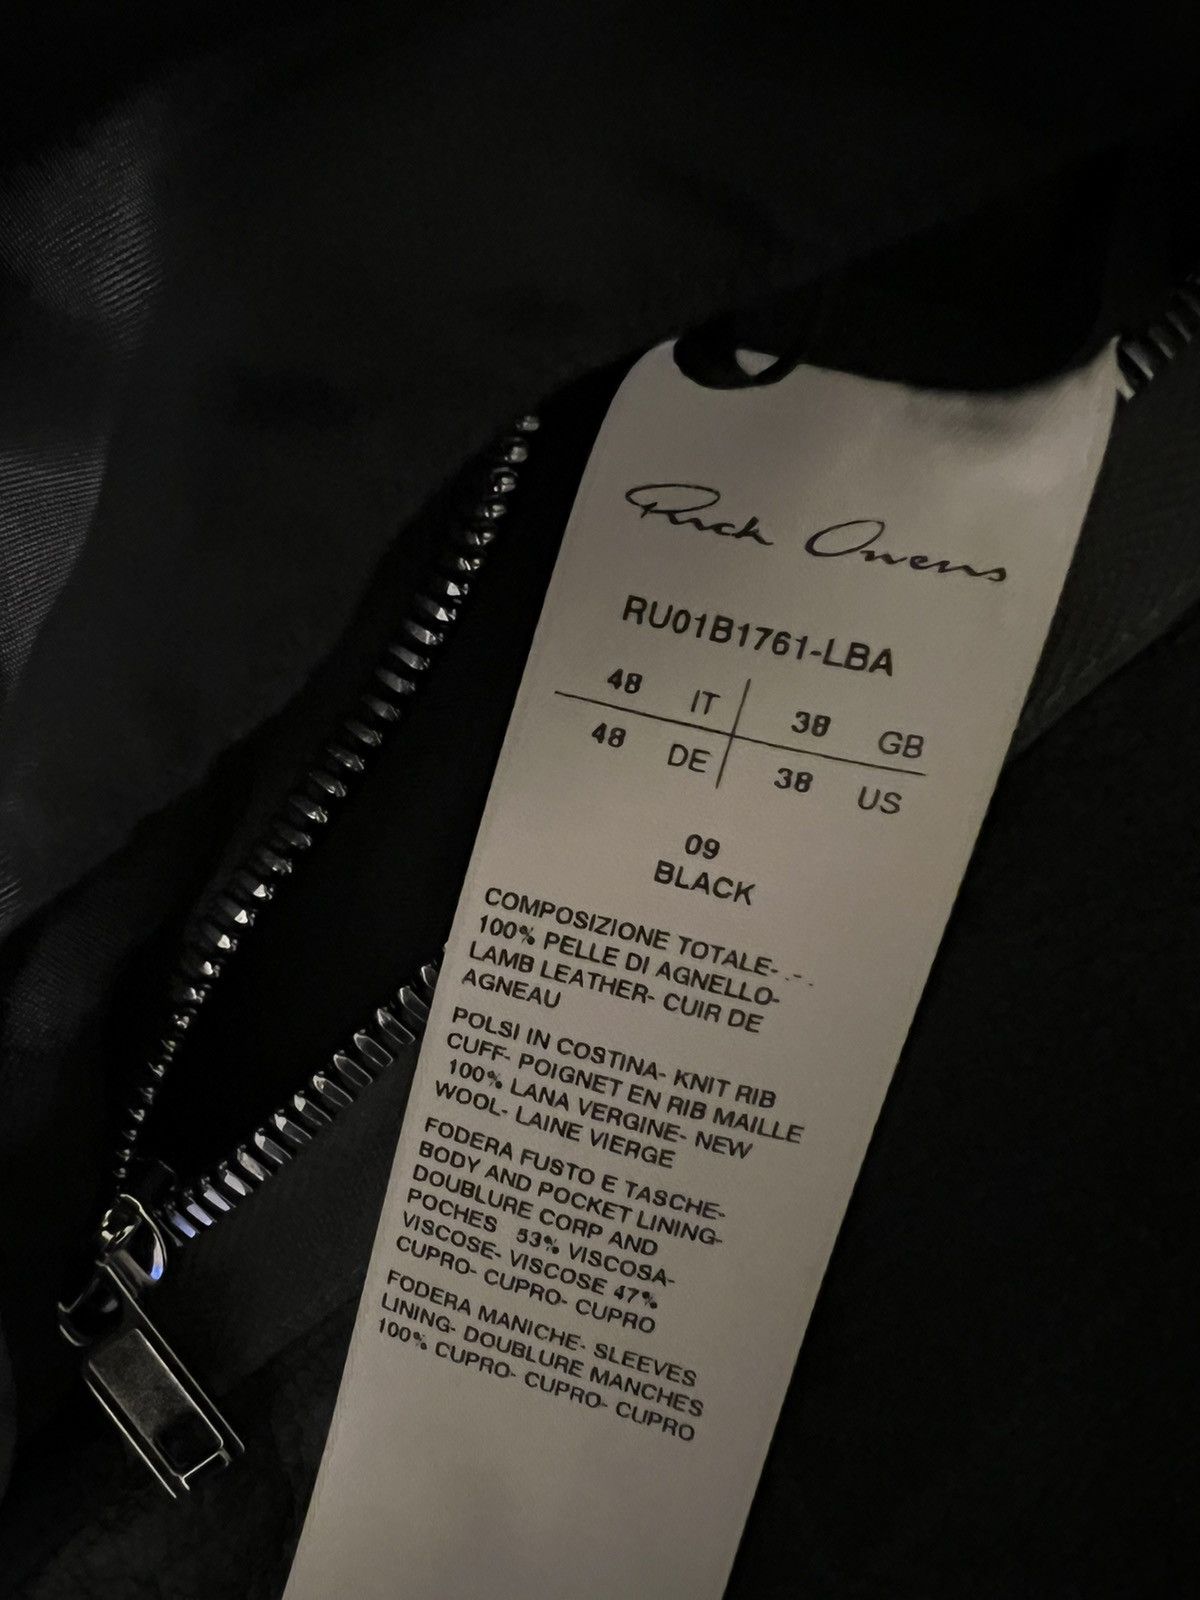 Rick Owens
RU01B1761-LBA
48 IT 38 GB
48 DE 38 US
09
BLACK
COMPOSIZIONE TOTALE-
100% PELLE DI AGNELLO-
LAMB LEATHER- CUIR DE
AGNEAU
POLSI IN COSTINA- KNIT RIB
CUFF- POIGNET EN RIB MAILLE
100% LANA VERGINE- NEW
WOOL- LAINE VIERGE
FODERA FUSTO E TASCHE-
BODY AND POCKET LINING-
DOUBLURE CORP AND
POCHES 53% VISCOSA-
VISCOSE- VISCOSE 47%
CUPRO- CUPRO- CUPRO
FODERA MANICHE- SLEEVES
LINING- DOUBLURE MANCHES
100% CUPRO- CUPRO- CUPRO